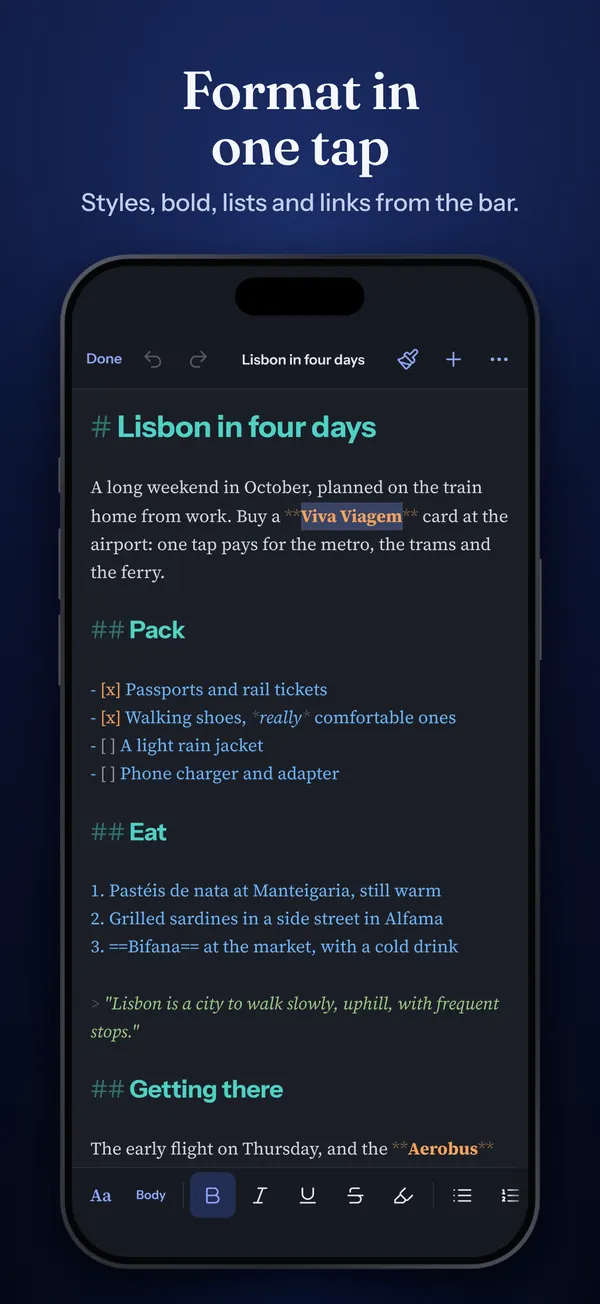 Format in
one tap
Styles, bold, lists and links from the bar.
Done
Lisbon in four days
# Lisbon in four days
A long weekend in October, planned on the train
home from work. Buy a **Viva Viagem** card at the
airport: one tap pays for the metro, the trams and
the ferry.
## Pack
- [x] Passports and rail tickets
- [x] Walking shoes, *really* comfortable ones
- [ ] A light rain jacket
- [ ] Phone charger and adapter
## Eat
1. Pastéis de nata at Manteigaria, still warm
2. Grilled sardines in a side street in Alfama
3. ==Bifana== at the market, with a cold drink
> "Lisbon is a city to walk slowly, uphill, with frequent
stops."
## Getting there
The early flight on Thursday, and the **Aerobus**
Aa Body B I U S